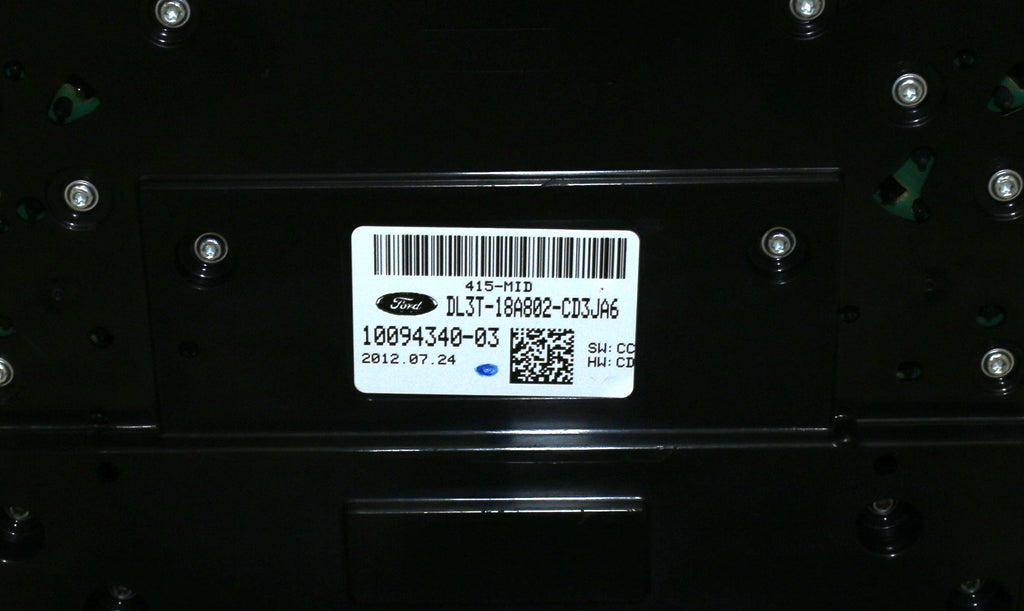 415-MID
Ford DL3T-18A802-CD3JA6
10094340-03
2012.07.24
SW: CC
HW: CD